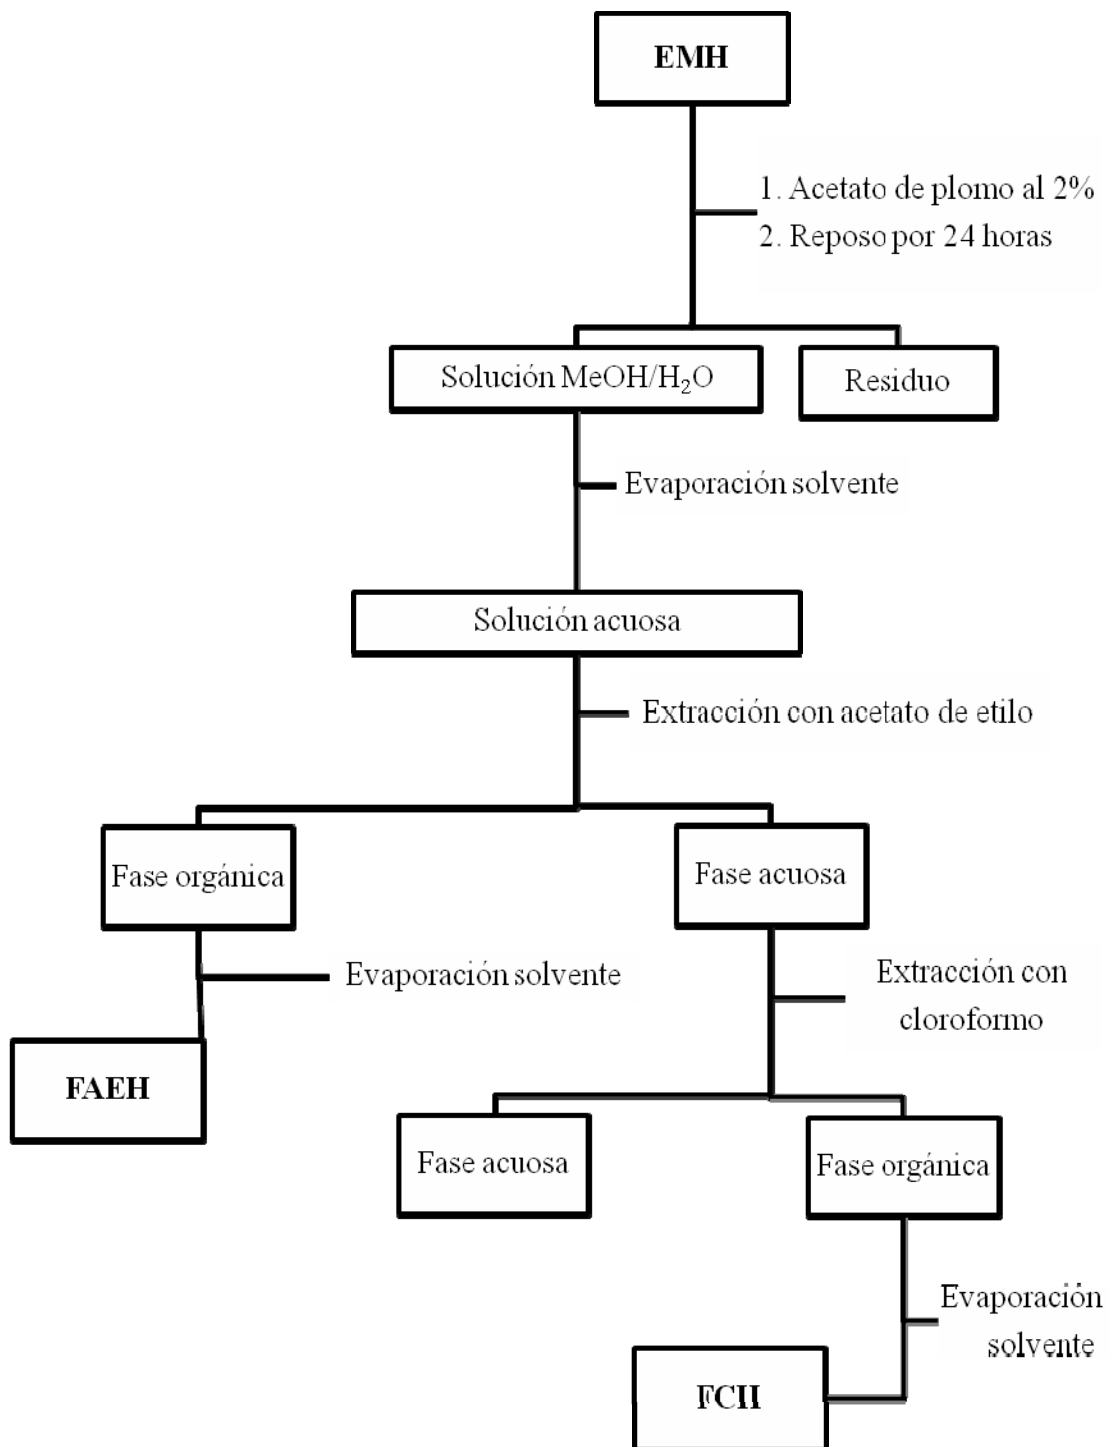 EMH
1. Acetato de plomo al 2%
2. Reposo por 24 horas
Solución MeOH/H₂O
Residuo
Evaporación solvente
Solución acuosa
Extracción con acetato de etilo
Fase orgánica
Fase acuosa
Evaporación solvente
Extracción con
cloroformo
FAEH
Fase acuosa
Fase orgánica
Evaporación
solvente
FCH